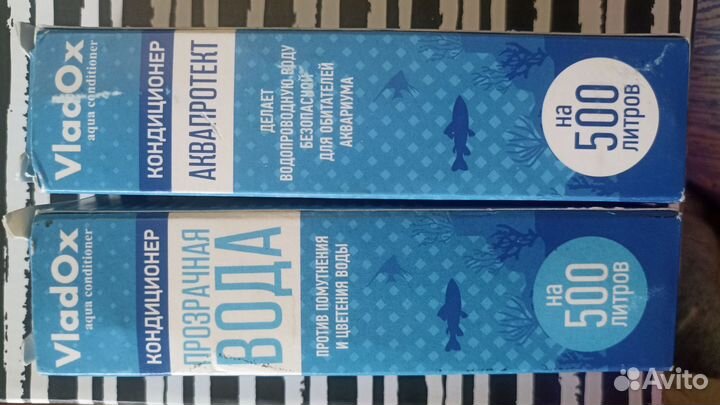 VladOx
aqua conditioner
КОНДИЦИОНЕР
АКВАПРОТЕКТ
ДЕЛАЕТ
ВОДОПРОВОДНУЮ ВОДУ
БЕЗОПАСНОЙ
ДЛЯ ОБИТАТЕЛЕЙ
АКВАРИУМА
на
500
ЛИТРОВ
VladOx
aqua conditioner
КОНДИЦИОНЕР
ПРОЗРАЧНАЯ
ВОДА
ПРОТИВ ПОМУТНЕНИЯ
И ЦВЕТЕНИЯ ВОДЫ
на
500
ЛИТРОВ
Avito